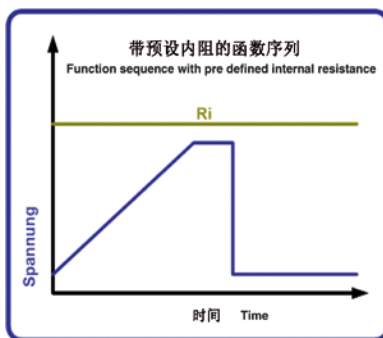 带预设内阻的函数序列
Function sequence with pre defined internal resistance
Ri
Spannung
时间 Time